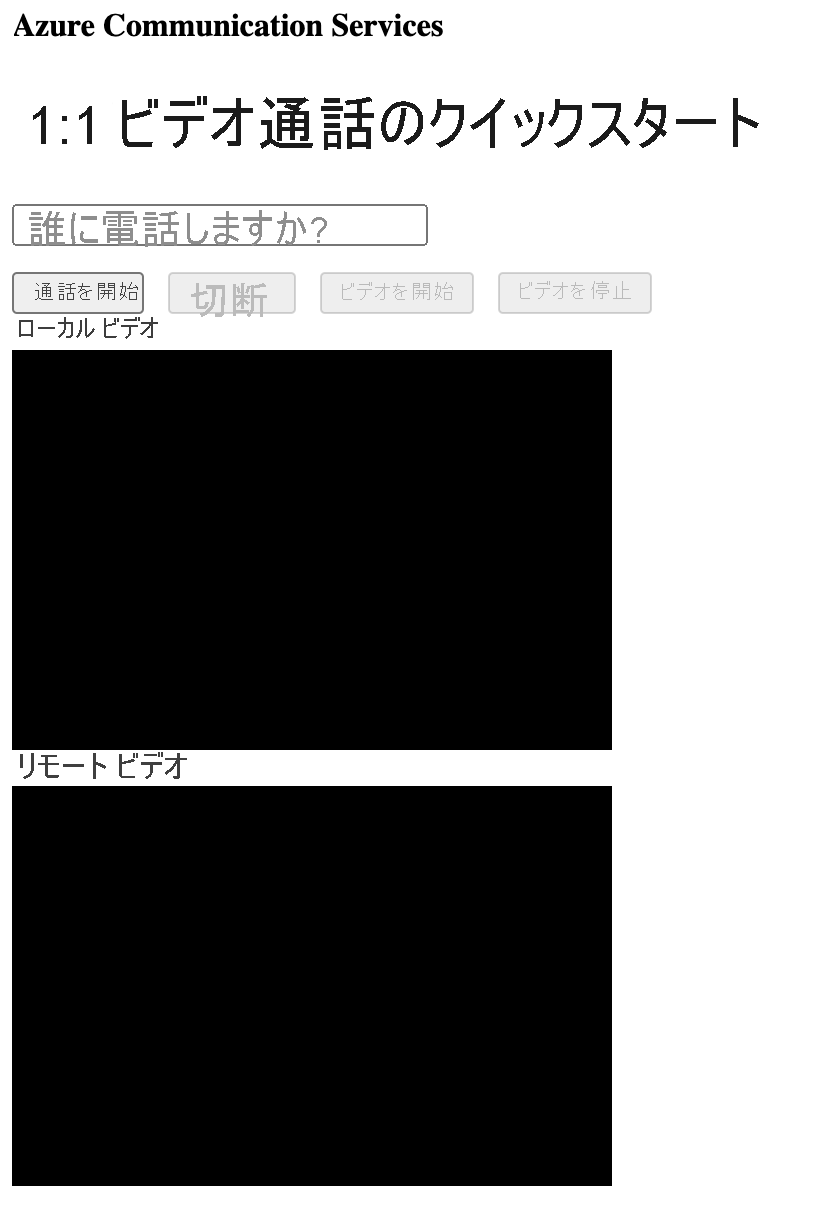 Azure Communication Services
1:1 ビデオ通話のクイックスタート
誰に電話しますか?
通話を開始 切断 ビデオを開始 ビデオを停止
ローカル ビデオ
リモート ビデオ